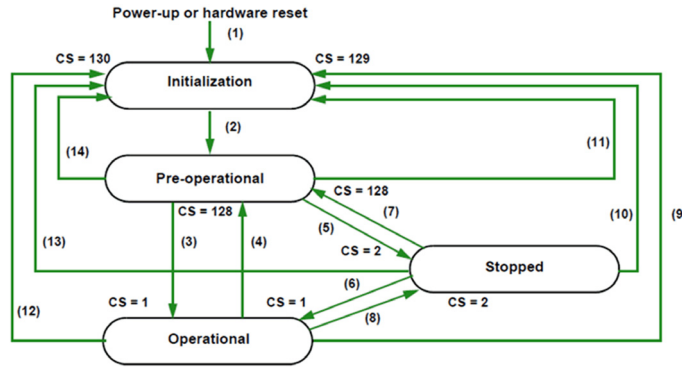 Power-up or hardware reset
(1)
CS = 130
CS = 129
Initialization
(2)
(14)
(11)
Pre-operational
CS = 128
CS = 128
(7)
(5)
(3)
(4)
(13)
(10)
(9
CS = 2
Stopped
(6)
CS = 1
CS = 1
CS = 2
(12)
(8)
Operational